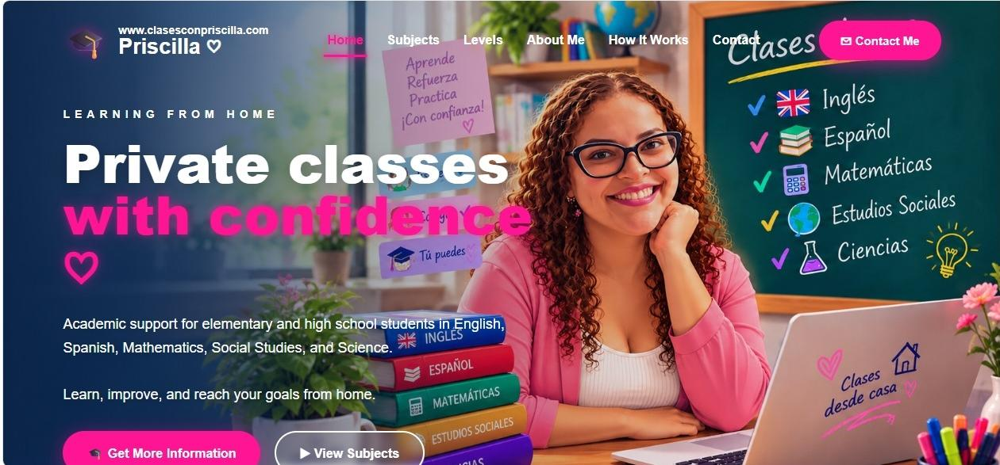 www.clasesconpriscilla.com
Priscilla ♡
Home
Subjects
Levels
About Me
How It Works
Contact
Contact Me
LEARNING FROM HOME
Private classes
with confidence
♡
Academic support for elementary and high school students in English,
Spanish, Mathematics, Social Studies, and Science.
Learn, improve, and reach your goals from home.
Get More Information
▶ View Subjects
Aprende
Refuerza
Practica
¡Con confianza!
Tú puedes
INGLÉS
ESPAÑOL
MATEMÁTICAS
ESTUDIOS SOCIALES
Clases
Inglés
Español
Matemáticas
Estudios Sociales
Ciencias
Clases
desde casa